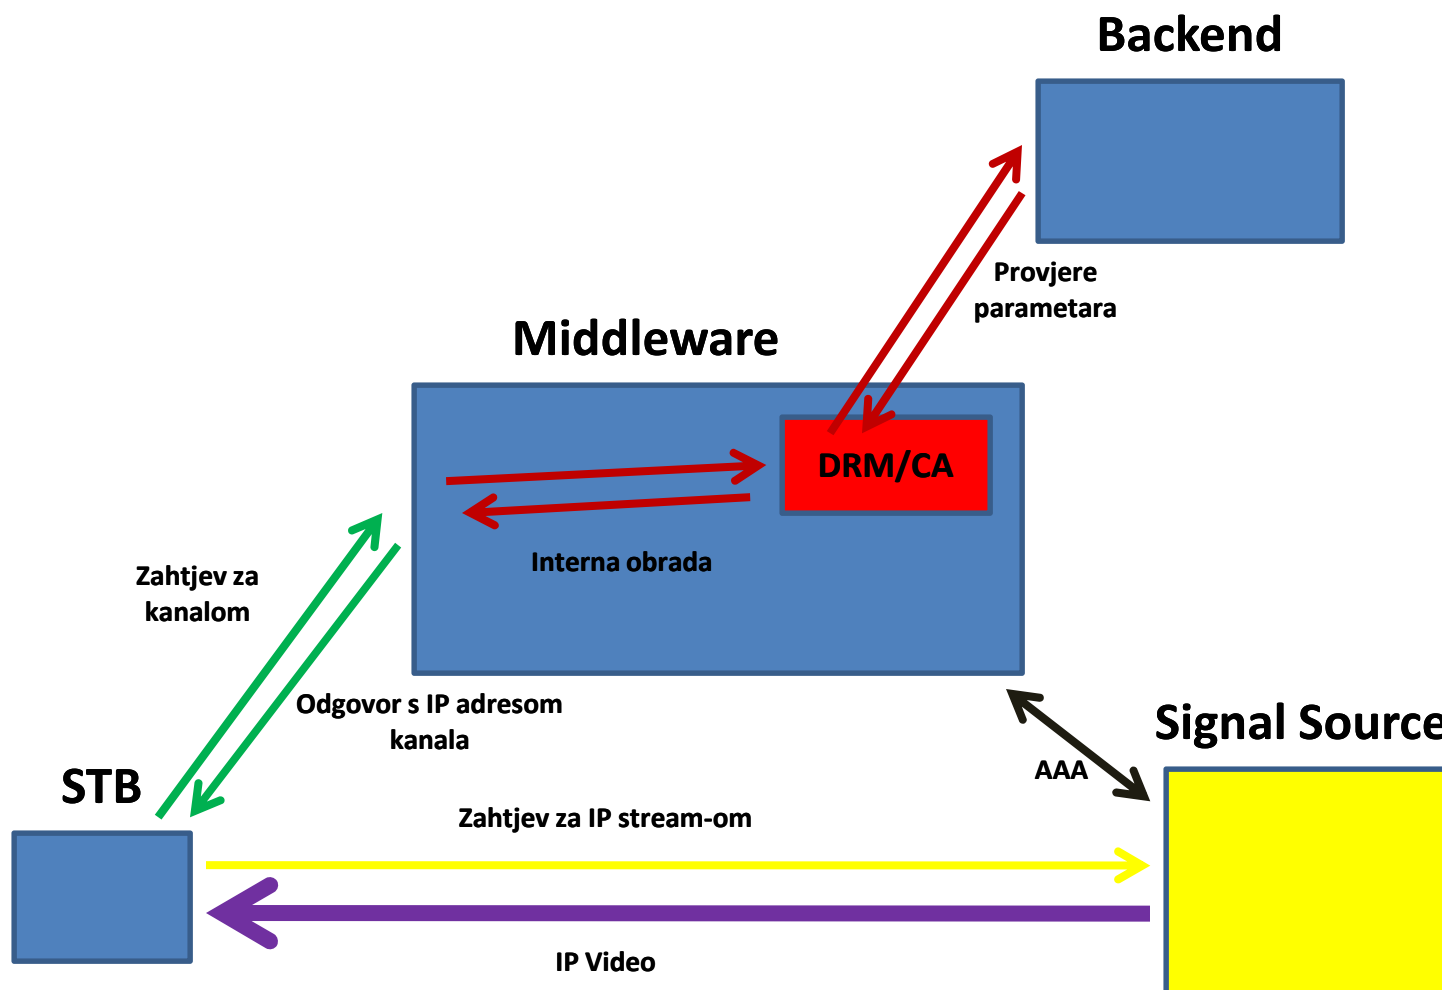 Backend
Provjere
parametara
Middleware
DRM/CA
Interna obrada
Zahtjev za
kanalom
Odgovor s IP adresom
kanala
Signal Source
AAA
STB
Zahtjev za IP stream-om
IP Video